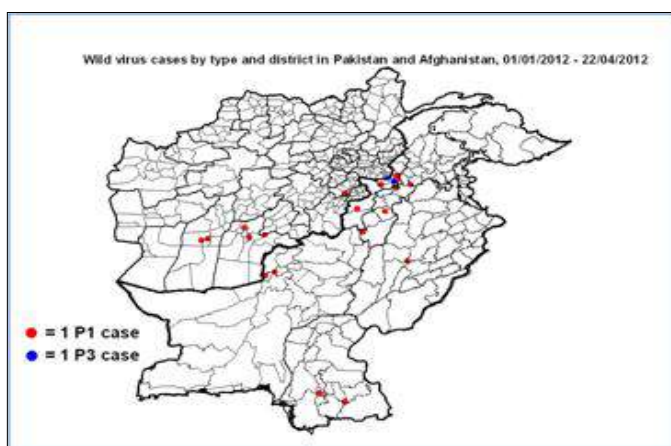 Wild virus cases by type and district in Pakistan and Afghanistan, 01/01/2012 - 22/04/2012
= 1 P1 case
= 1 P3 case